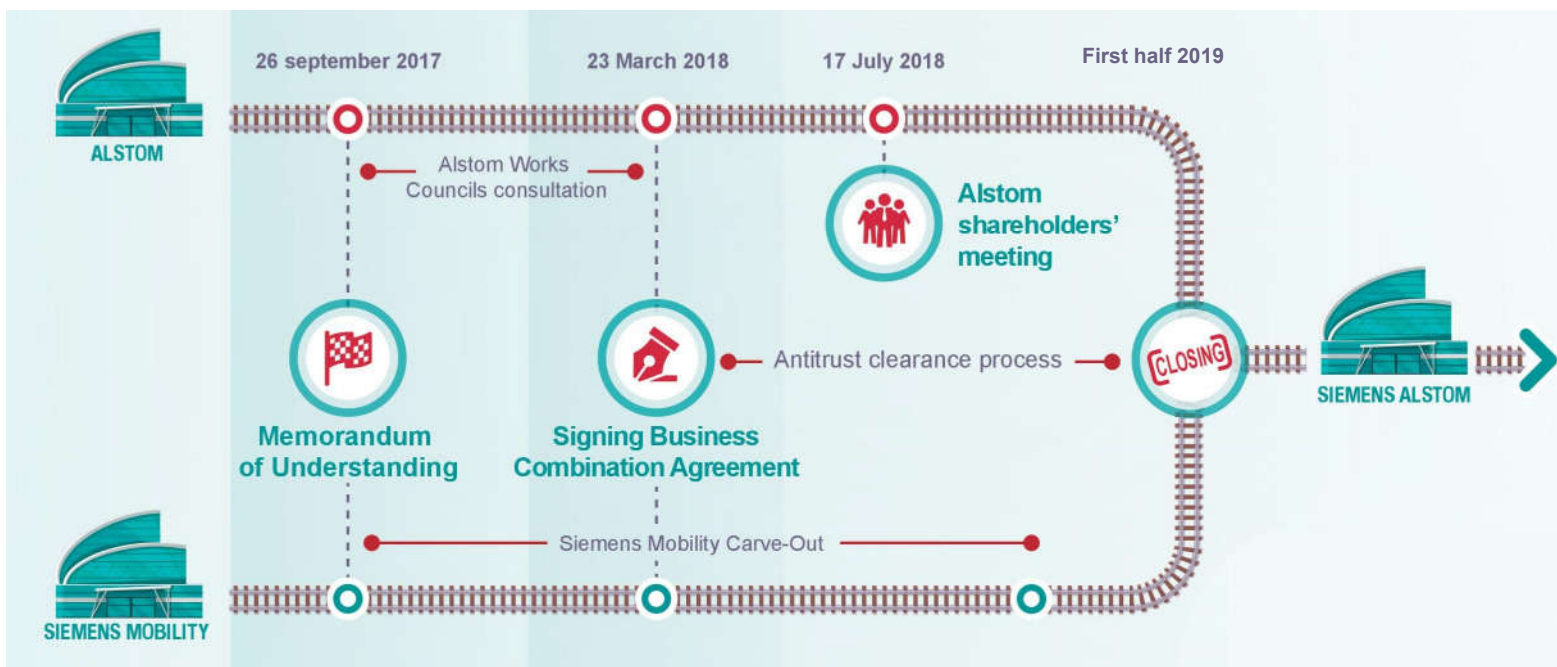 26 september 2017
23 March 2018
17 July 2018
First half 2019
ALSTOM
Alstom Works
Councils consultation
Alstom
shareholders’
meeting
Antitrust clearance process
CLOSING
SIEMENS ALSTOM
Memorandum
of Understanding
Signing Business
Combination Agreement
Siemens Mobility Carve-Out
SIEMENS MOBILITY